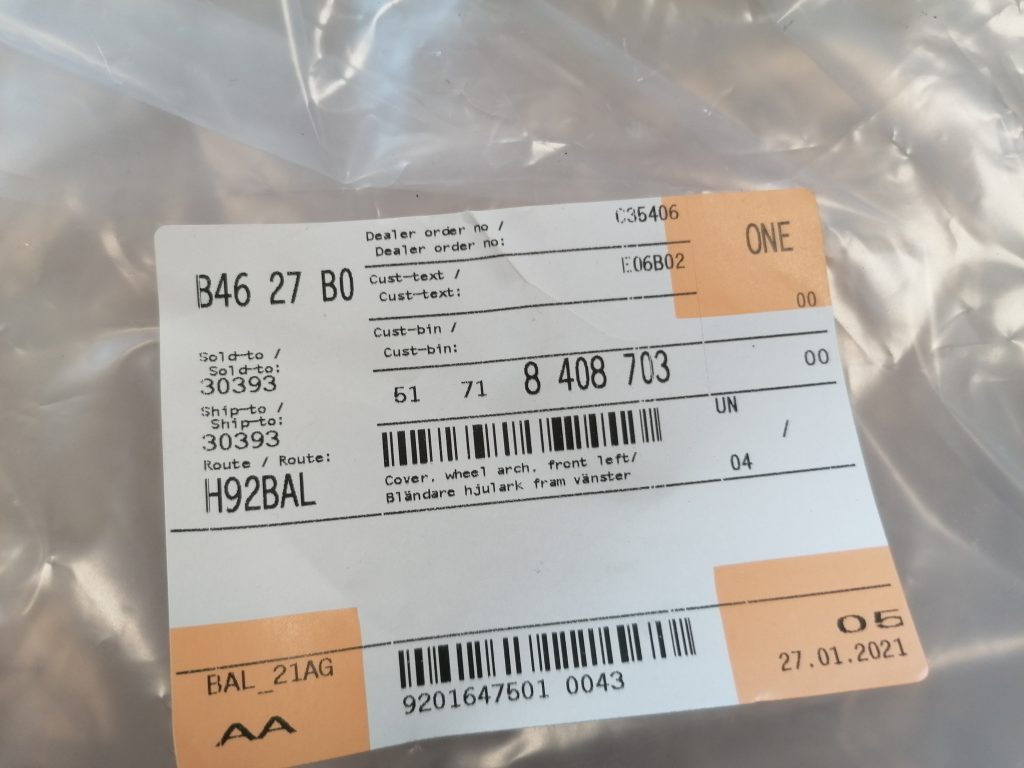 Dealer order no /
Dealer order no:
C35406
ONE
00
B46 27 B0
Cust-text /
Cust-text:
E06B02
Cust-bin /
Cust-bin:
Sold-to /
Sold-to:
30393
51 71 8 408 703
00
Ship-to /
Ship-to:
30393
UN
/
Route / Route:
H92BAL
Cover, wheel arch, front left/
Bländare hjulark fram vänster
04
BAL_21AG
AA
9201647501 0043
05
27.01.2021